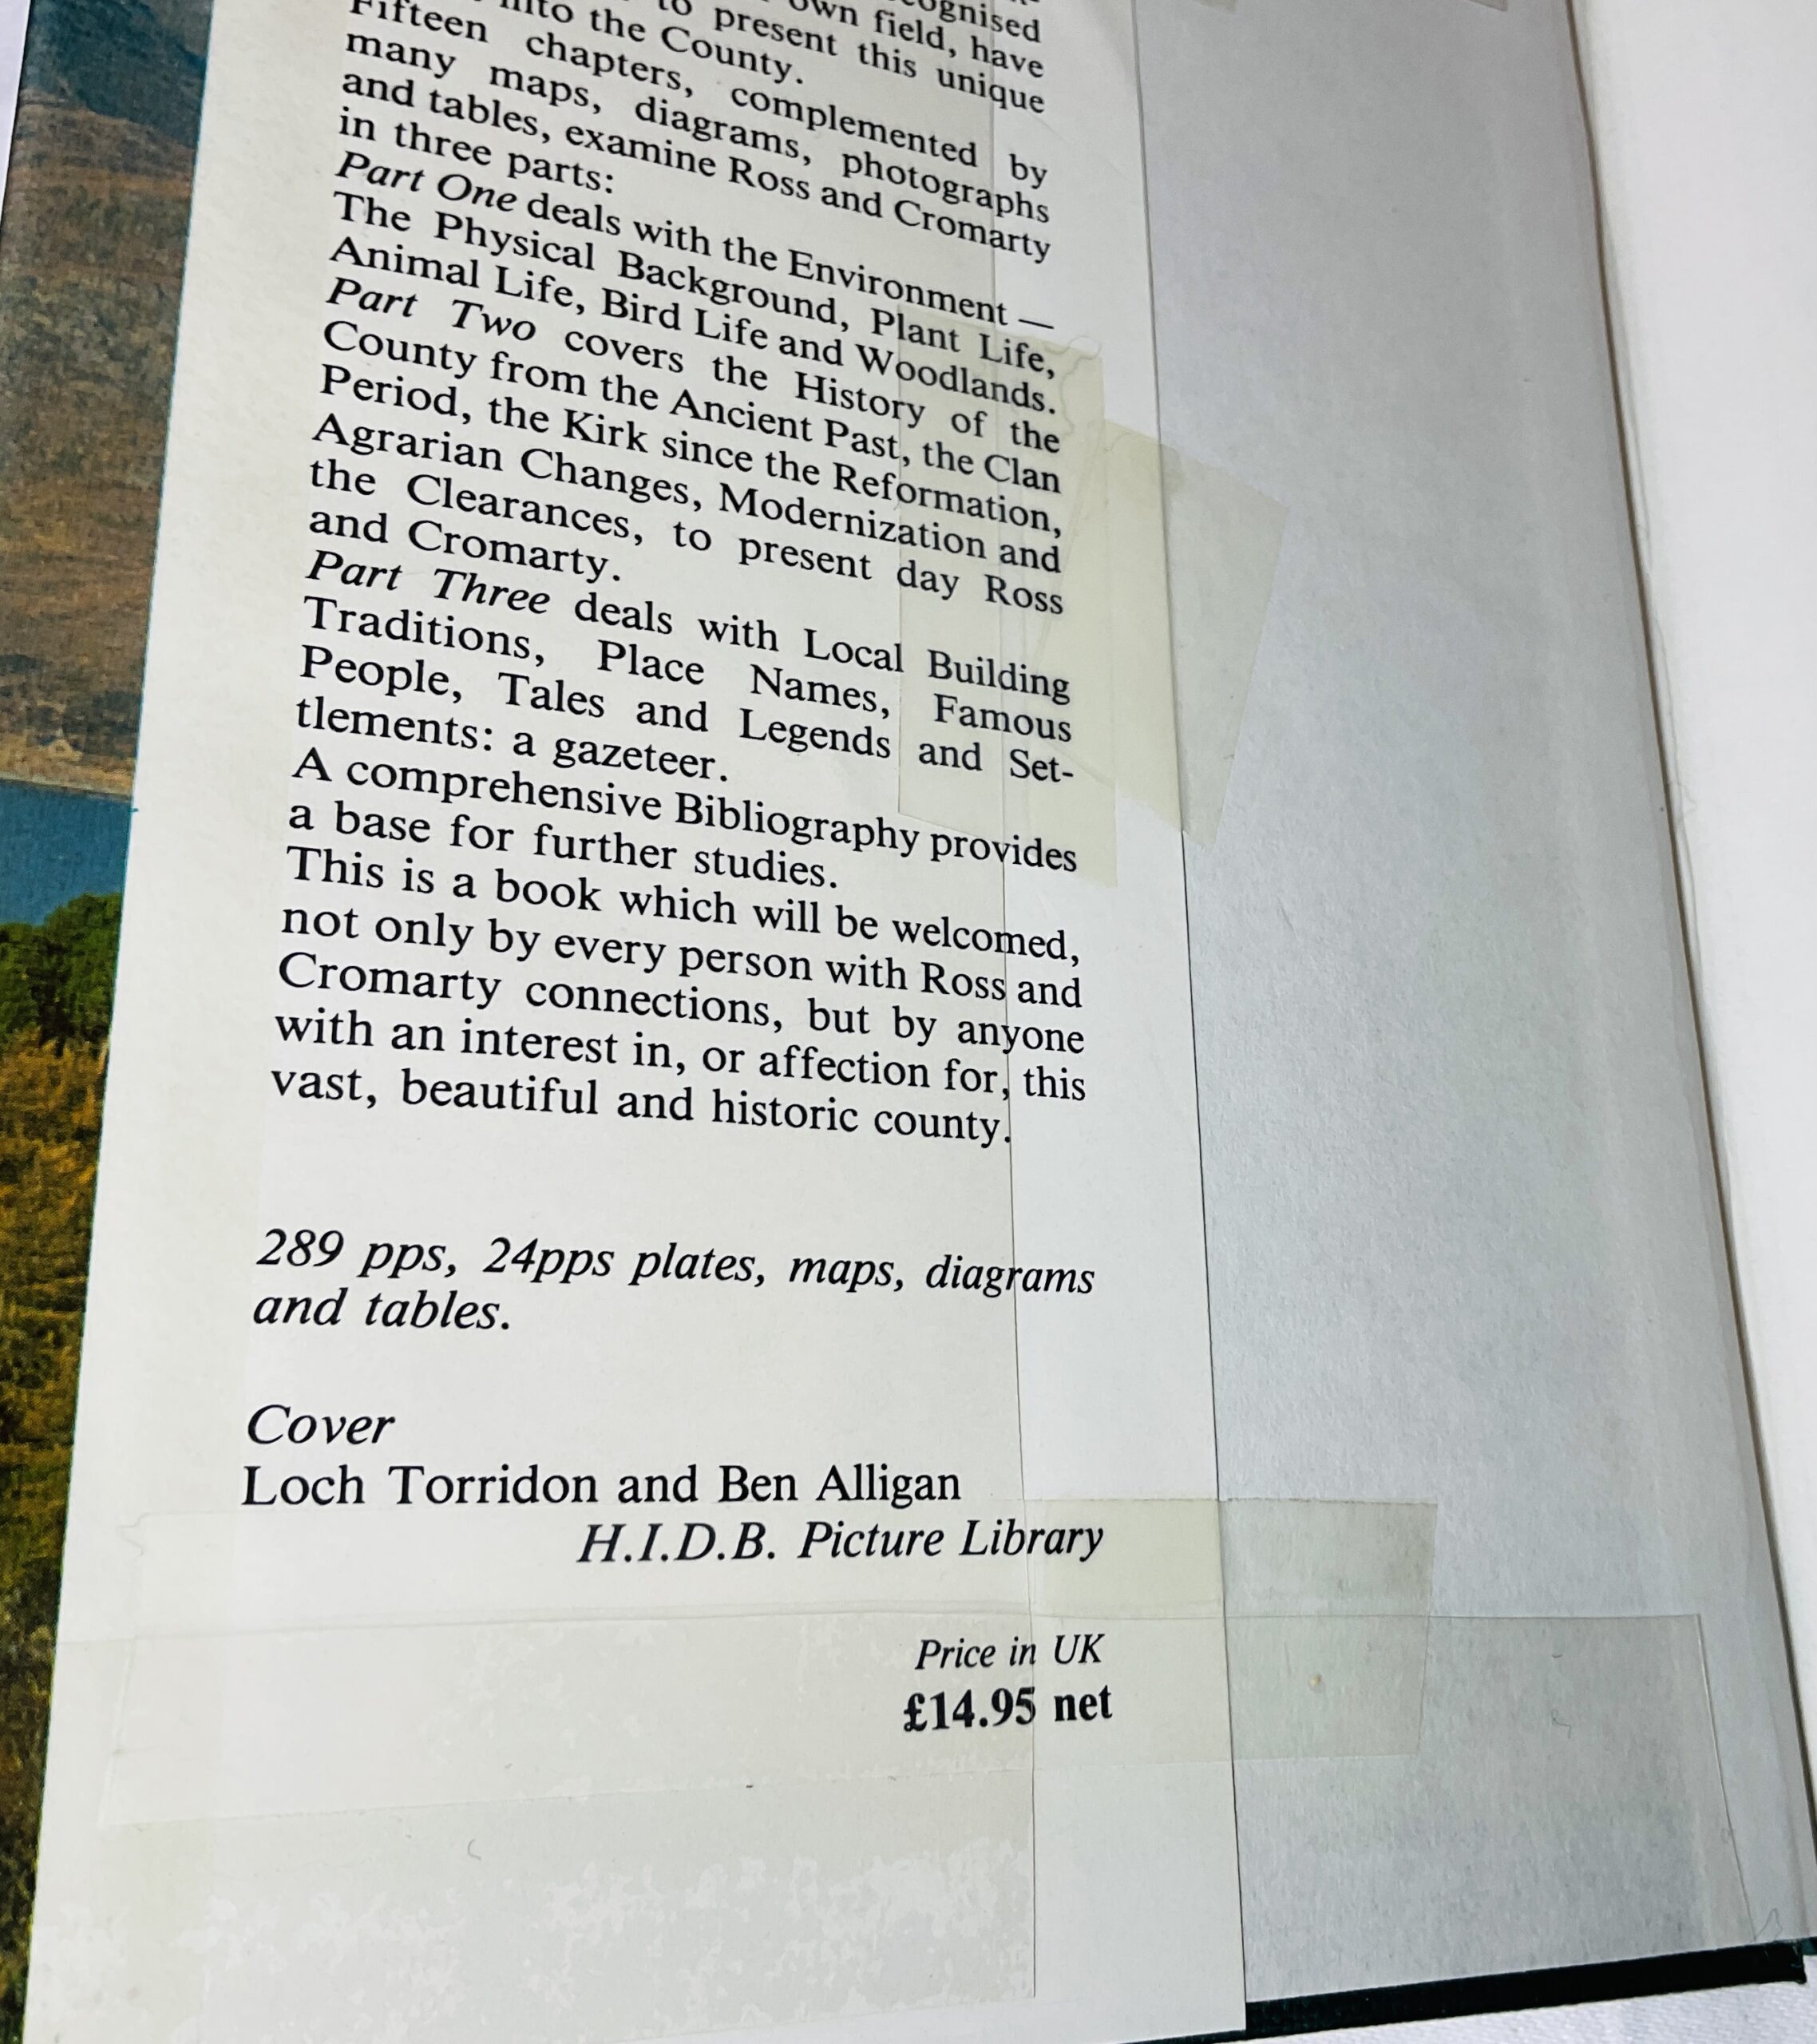 ognised
own field, have
to present this unique
into the County.
Fifteen chapters, complemented by
many maps, diagrams, photographs
and tables, examine Ross and Cromarty
in three parts:
Part One deals with the Environment —
The Physical Background, Plant Life,
Animal Life, Bird Life and Woodlands.
Part Two covers the History of the
County from the Ancient Past, the Clan
Period, the Kirk since the Reformation,
Agrarian Changes, Modernization and
the Clearances, to present day Ross
and Cromarty.
Part Three deals with Local Building
Traditions, Place Names, Famous
People, Tales and Legends and Set-
tlements: a gazeteer.
A comprehensive Bibliography provides
a base for further studies.
This is a book which will be welcomed,
not only by every person with Ross and
Cromarty connections, but by anyone
with an interest in, or affection for, this
vast, beautiful and historic county.
289 pps, 24pps plates, maps, diagrams
and tables.
Cover
Loch Torridon and Ben Alligan
H.I.D.B. Picture Library
Price in UK
£14.95 net